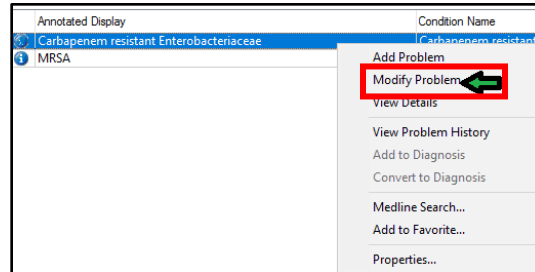 Annotated Display Condition Name
Carbapenem resistant Enterobacteriaceae Carbapenem resistant
MRSA
Add Problem
Modify Problem
View Details
View Problem History
Add to Diagnosis
Convert to Diagnosis
Medline Search...
Add to Favorite...
Properties...